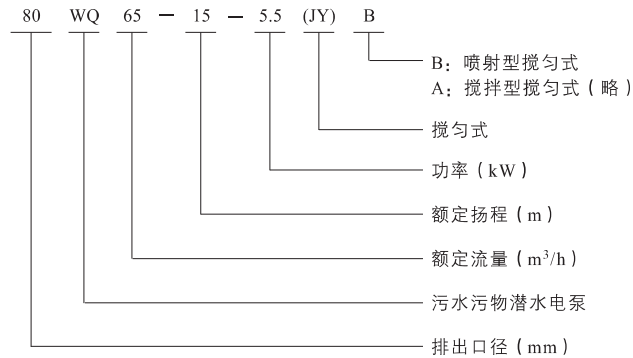 80 WQ 65 - 15 - 5.5 (JY) B
B：喷射型搅匀式
A：搅拌型搅匀式（略）
搅匀式
功率（kW）
额定扬程（m）
额定流量（m³/h）
污水污物潜水电泵
排出口径（mm）